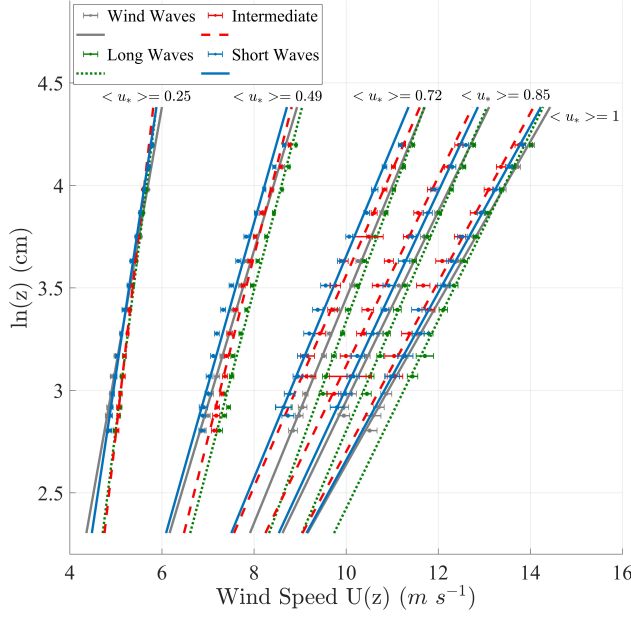 Wind Waves Intermediate
Long Waves Short Waves
< u* >= 0.25 < u* >= 0.49 < u* >= 0.72 < u* >= 0.85
< u* >= 1
4.5
4
3.5
3
2.5
ln(z) (cm)
4 6 8 10 12 14 16
Wind Speed U(z) (m s⁻¹)